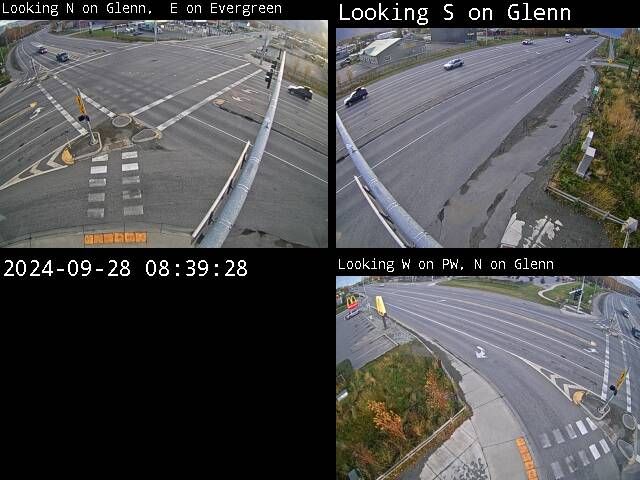 Looking N on Glenn, E on Evergreen
Looking S on Glenn
2024-09-28 08:39:28
Looking W on PW, N on Glenn